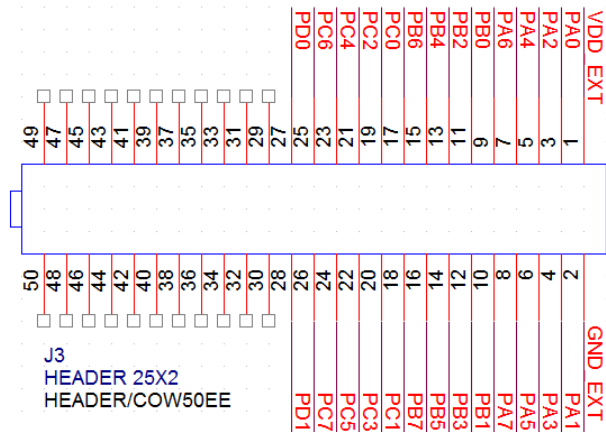 PD0 PC6 PC4 PC2 PC0 PB6 PB4 PB2 PB0 PA6 PA4 PA2 PA0 VDD_EXT
49 47 45 43 41 39 37 35 33 31 29 27 25 23 21 19 17 15 13 11 9 7 5 3 1
50 48 46 44 42 40 38 36 34 32 30 28 26 24 22 20 18 16 14 12 10 8 6 4 2
PD1 PC7 PC5 PC3 PC1 PB7 PB5 PB3 PB1 PA7 PA5 PA3 PA1 GND_EXT
J3
HEADER 25X2
HEADER/COW50EE